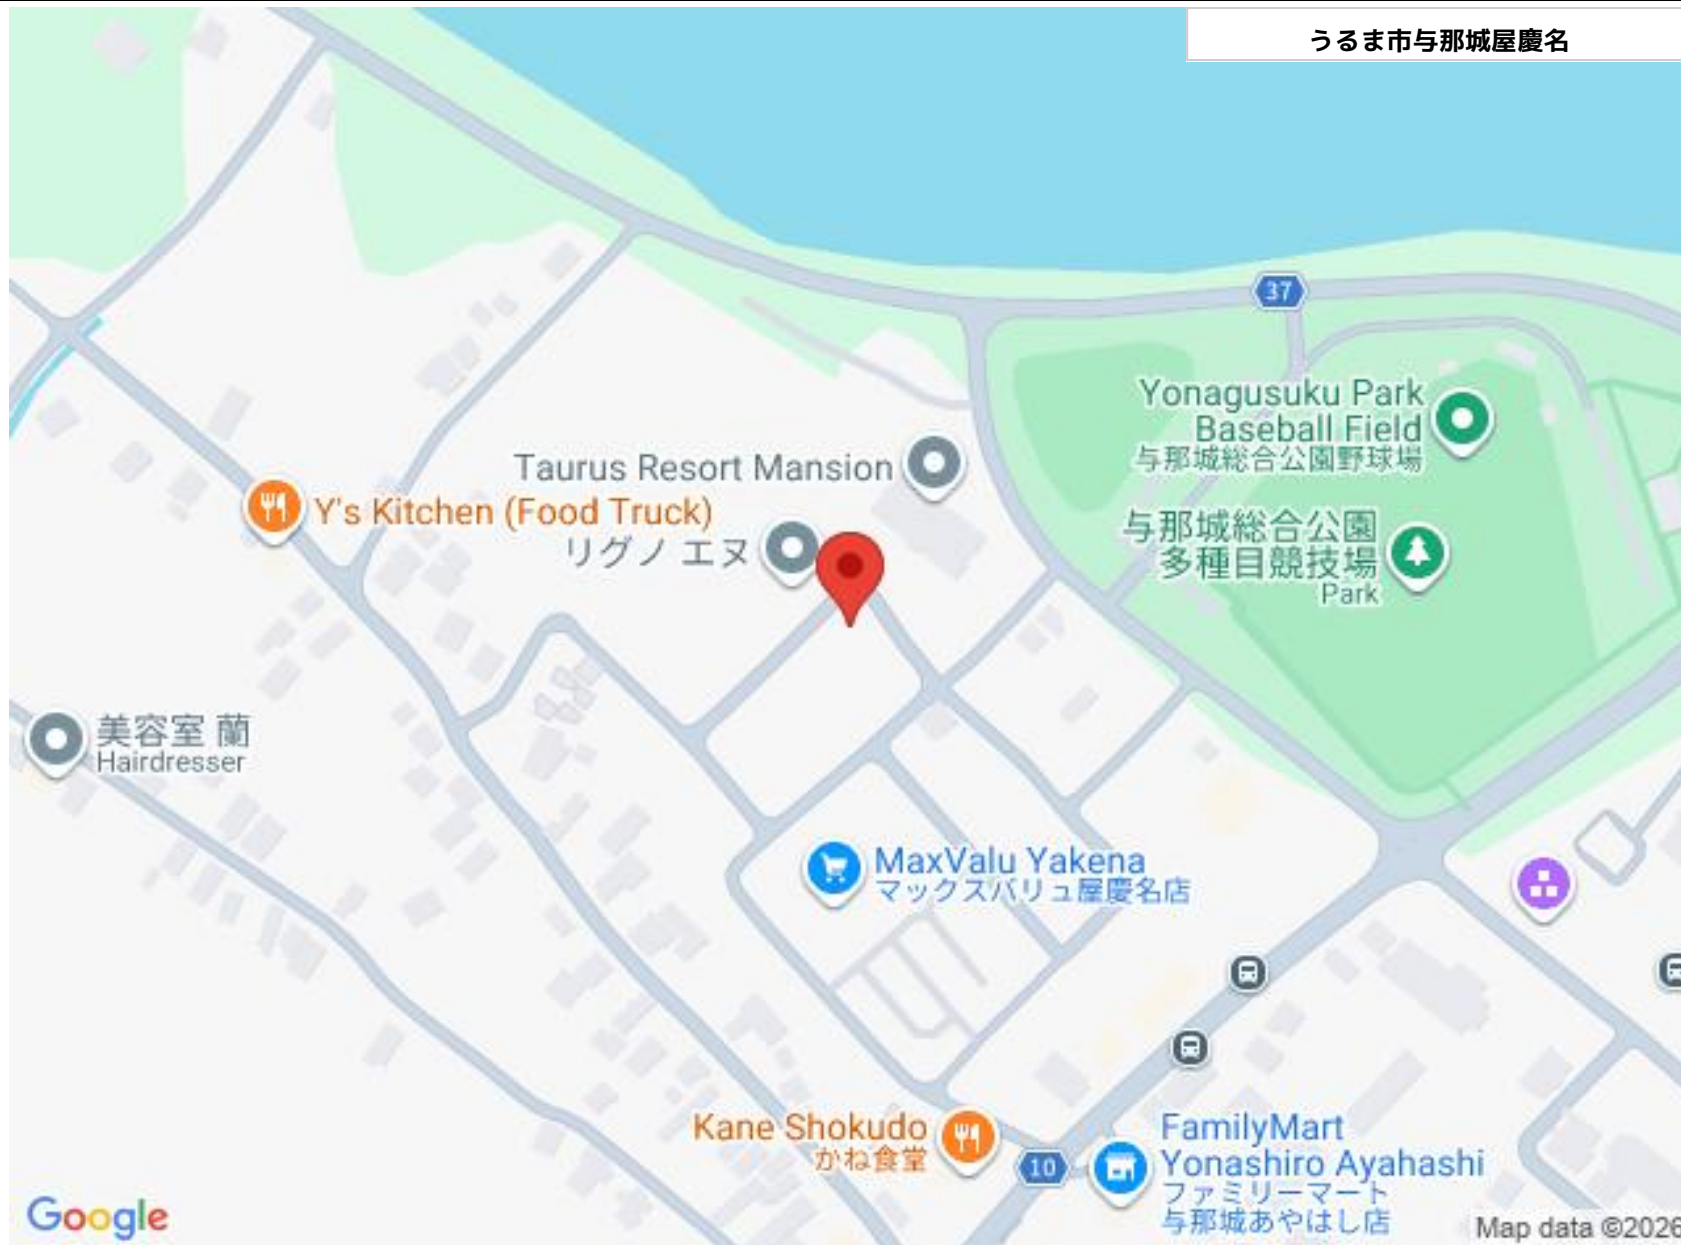 うるま市与那城屋慶名
37
Yonagusuku Park
Baseball Field
与那城総合公園野球場
Taurus Resort Mansion
Y's Kitchen (Food Truck)
リグノ エヌ
与那城総合公園
多種目競技場
Park
美容室 蘭
Hairdresser
MaxValu Yakena
マックスバリュ屋慶名店
Kane Shokudo
かね食堂
10
FamilyMart
Yonashiro Ayahashi
ファミリーマート
与那城あやはし店
Google
Map data ©2026